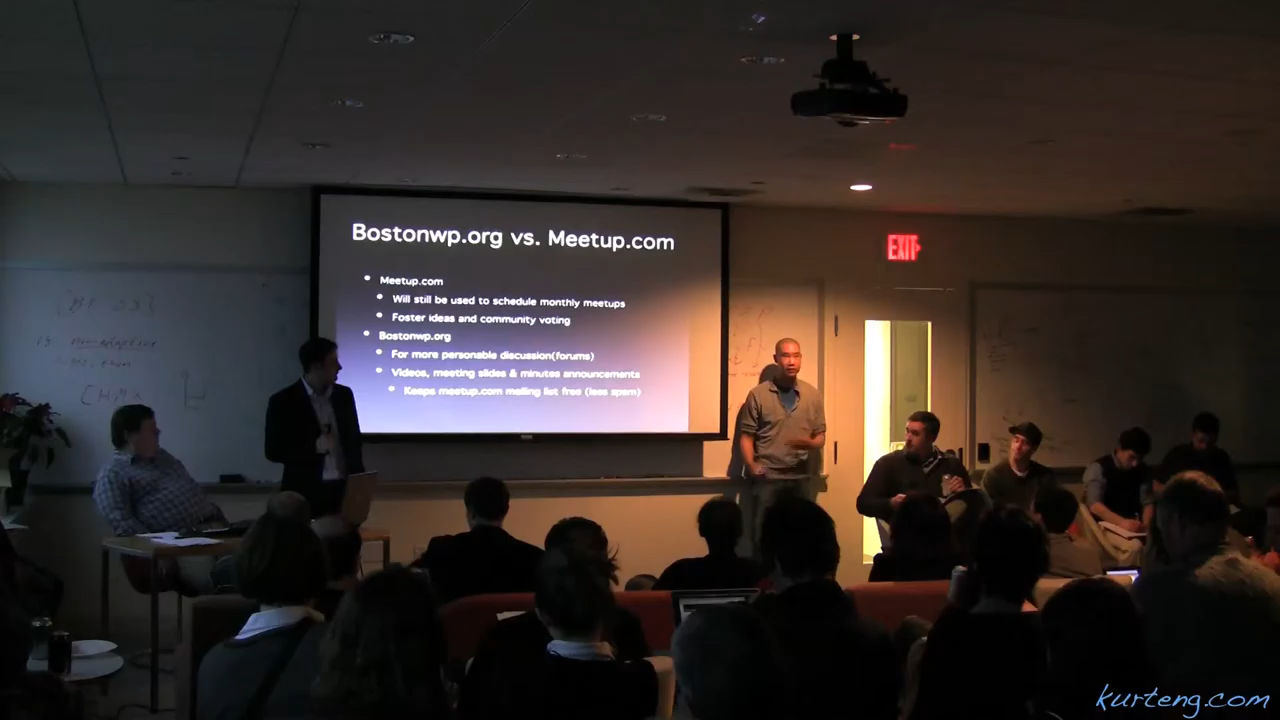 Bostonwp.org vs. Meetup.com
Meetup.com
Will still be used to schedule monthly meetups
Foster ideas and community voting
Bostonwp.org
For more personable discussion(forums)
Videos, meeting slides & minutes announcements
Keeps meetup.com mailing list free (less spam)
EXIT
kurteng.com